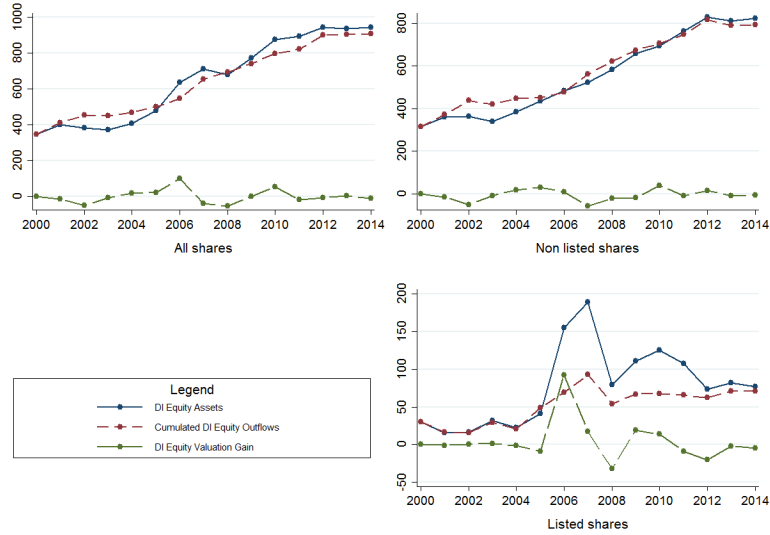 1000
800
600
400
200
0
2000 2002 2004 2006 2008 2010 2012 2014
All shares
800
600
400
200
0
2000 2002 2004 2006 2008 2010 2012 2014
Non listed shares
200
150
100
50
0
-50
2000 2002 2004 2006 2008 2010 2012 2014
Listed shares
Legend
DI Equity Assets
Cumulated DI Equity Outflows
DI Equity Valuation Gain